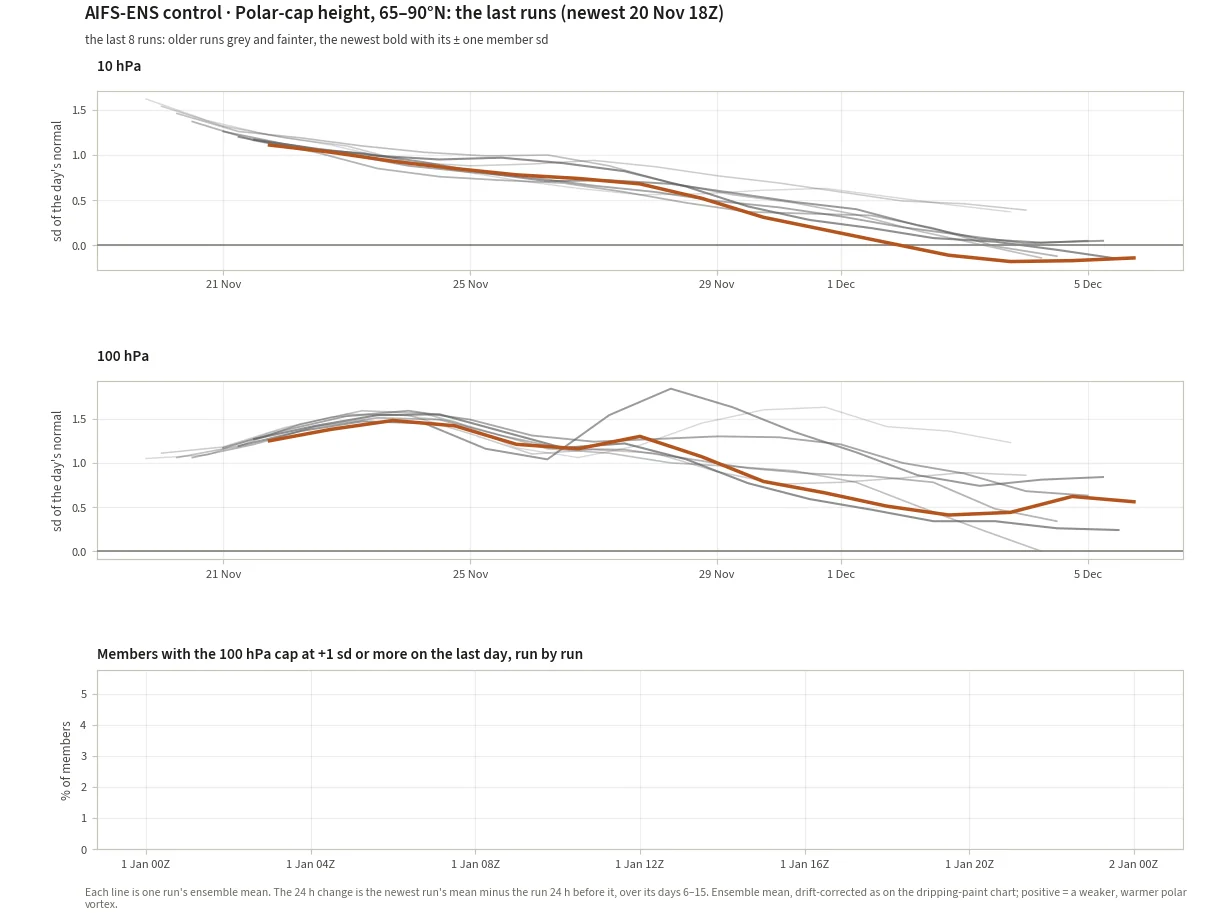 AIFS-ENS control · Polar-cap height, 65–90°N: the last runs (newest 20 Nov 18Z)
the last 8 runs: older runs grey and fainter, the newest bold with its ± one member sd
10 hPa
sd of the day's normal
1.5
1.0
0.5
0.0
21 Nov 25 Nov 29 Nov 1 Dec 5 Dec
100 hPa
sd of the day's normal
1.5
1.0
0.5
0.0
21 Nov 25 Nov 29 Nov 1 Dec 5 Dec
Members with the 100 hPa cap at +1 sd or more on the last day, run by run
% of members
5
4
3
2
1
0
1 Jan 00Z 1 Jan 04Z 1 Jan 08Z 1 Jan 12Z 1 Jan 16Z 1 Jan 20Z 2 Jan 00Z
Each line is one run's ensemble mean. The 24 h change is the newest run's mean minus the run 24 h before it, over its days 6–15. Ensemble mean, drift-corrected as on the dripping-paint chart; positive = a weaker, warmer polar
vortex.